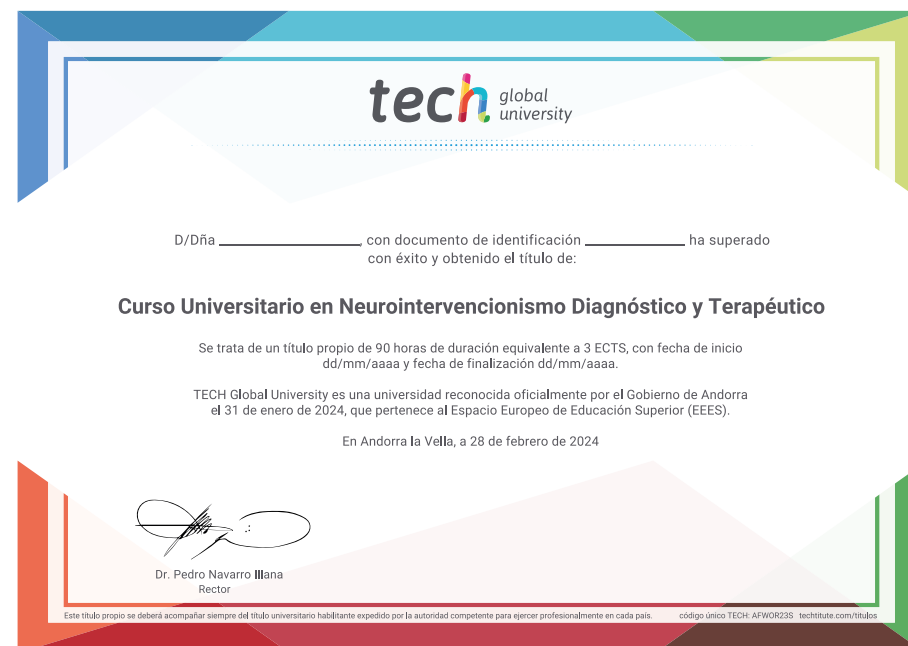 tech global university
D/Dña ____________________, con documento de identificación ______________ ha superado
con éxito y obtenido el título de:
Curso Universitario en Neurointervencionismo Diagnóstico y Terapéutico
Se trata de un título propio de 90 horas de duración equivalente a 3 ECTS, con fecha de inicio
dd/mm/aaaa y fecha de finalización dd/mm/aaaa.
TECH Global University es una universidad reconocida oficialmente por el Gobierno de Andorra
el 31 de enero de 2024, que pertenece al Espacio Europeo de Educación Superior (EEES).
En Andorra la Vella, a 28 de febrero de 2024
Dr. Pedro Navarro Illana
Rector
Este título propio se deberá acompañar siempre del título universitario habilitante expedido por la autoridad competente para ejercer profesionalmente en cada país. código único TECH: AFWOR23S techtitute.com/titulos